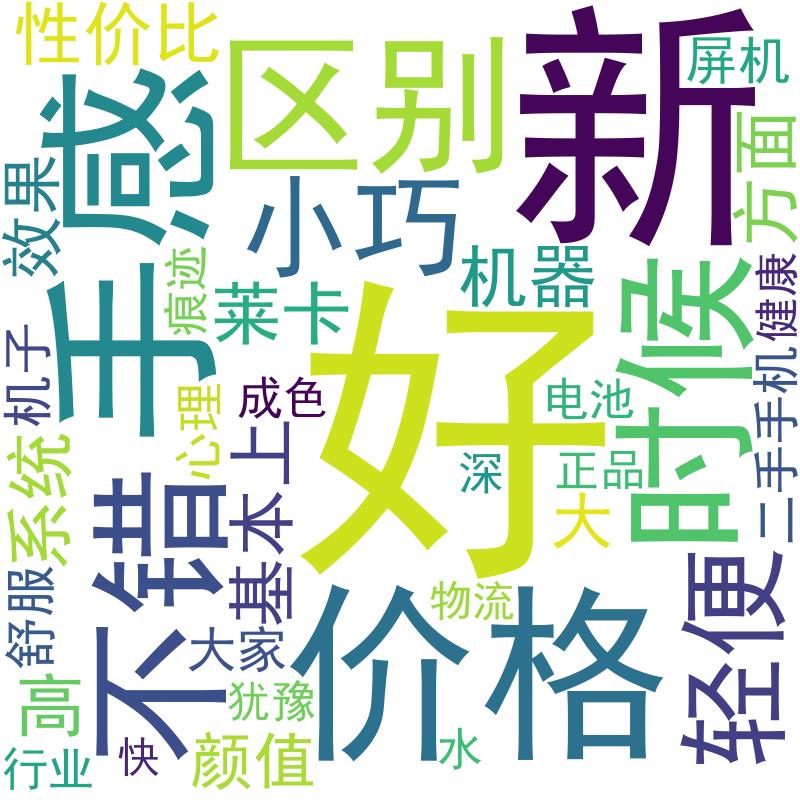 性价比
区别
新
屏机
手感
方面
效果
小巧
机器
痕迹
莱卡
时候
健康
好
机子
成色
电池
二手手机
心理
系统
基本上
深
正品
大
不错
轻便
舒服
大家
物流
价格
高
犹豫
颜值
水
快
行业